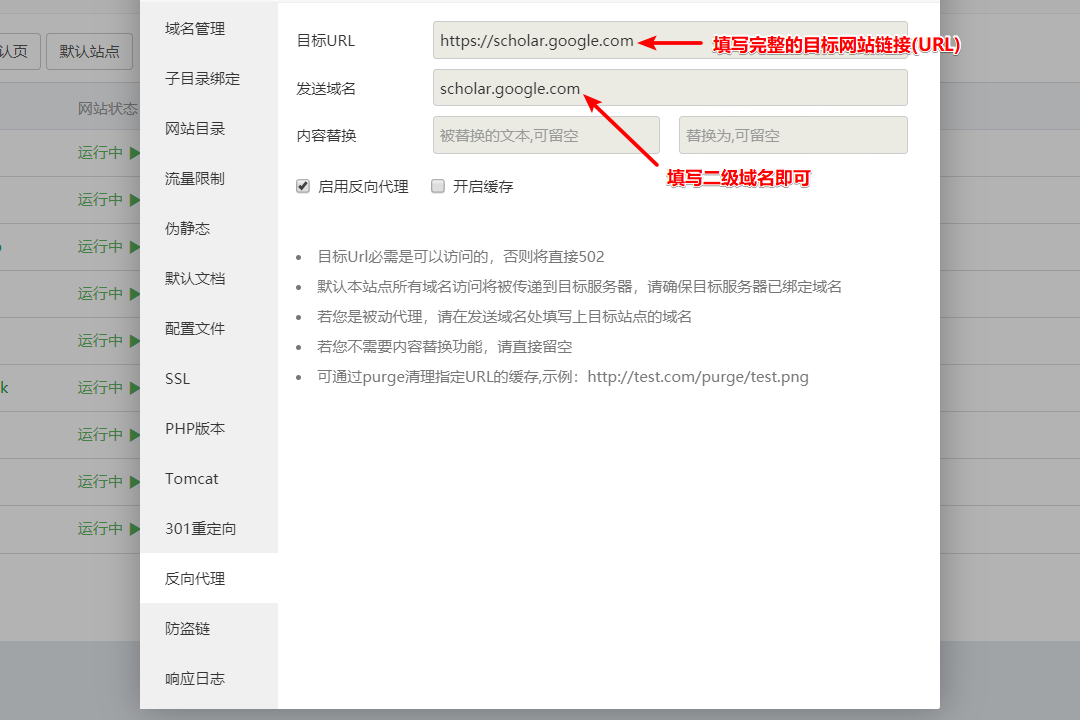 认页
默认站点
网站状态
运行中
运行中
运行中
运行中
运行中
k
运行中
运行中
运行中
运行中
域名管理
子目录绑定
网站目录
流量限制
伪静态
默认文档
配置文件
SSL
PHP版本
Tomcat
301重定向
反向代理
防盗链
响应日志
目标URL
https://scholar.google.com
填写完整的目标网站链接(URL)
发送域名
scholar.google.com
填写二级域名即可
内容替换
被替换的文本,可留空
替换为,可留空
启用反向代理
开启缓存
目标Url必需是可以访问的，否则将直接502
默认本站点所有域名访问将被传递到目标服务器，请确保目标服务器已绑定域名
若您是被动代理，请在发送域名处填写上目标站点的域名
若您不需要内容替换功能，请直接留空
可通过purge清理指定URL的缓存,示例：http://test.com/purge/test.png